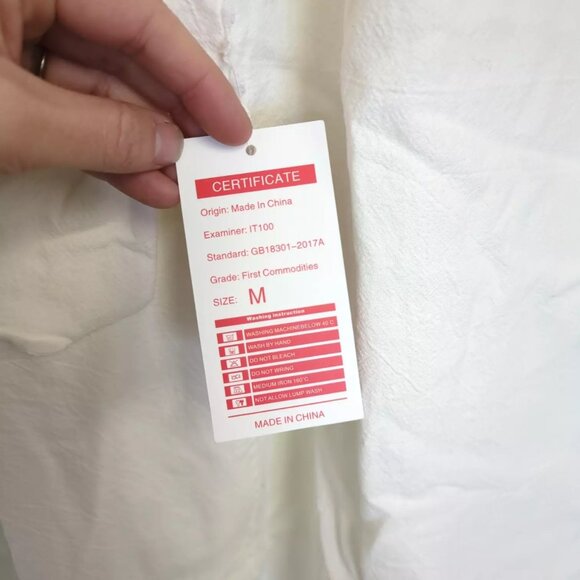 CERTIFICATE
Origin: Made In China
Examiner: IT100
Standard: GB18301-2017A
Grade: First Commodities
SIZE: M
Washing Instruction
WASHING MACHINEBELOW 40°C
WASH BY HAND
DO NOT BLEACH
DO NOT WRING
MEDIUM IRON 160°C
NOT ALLOW LUMP WASH
MADE IN CHINA